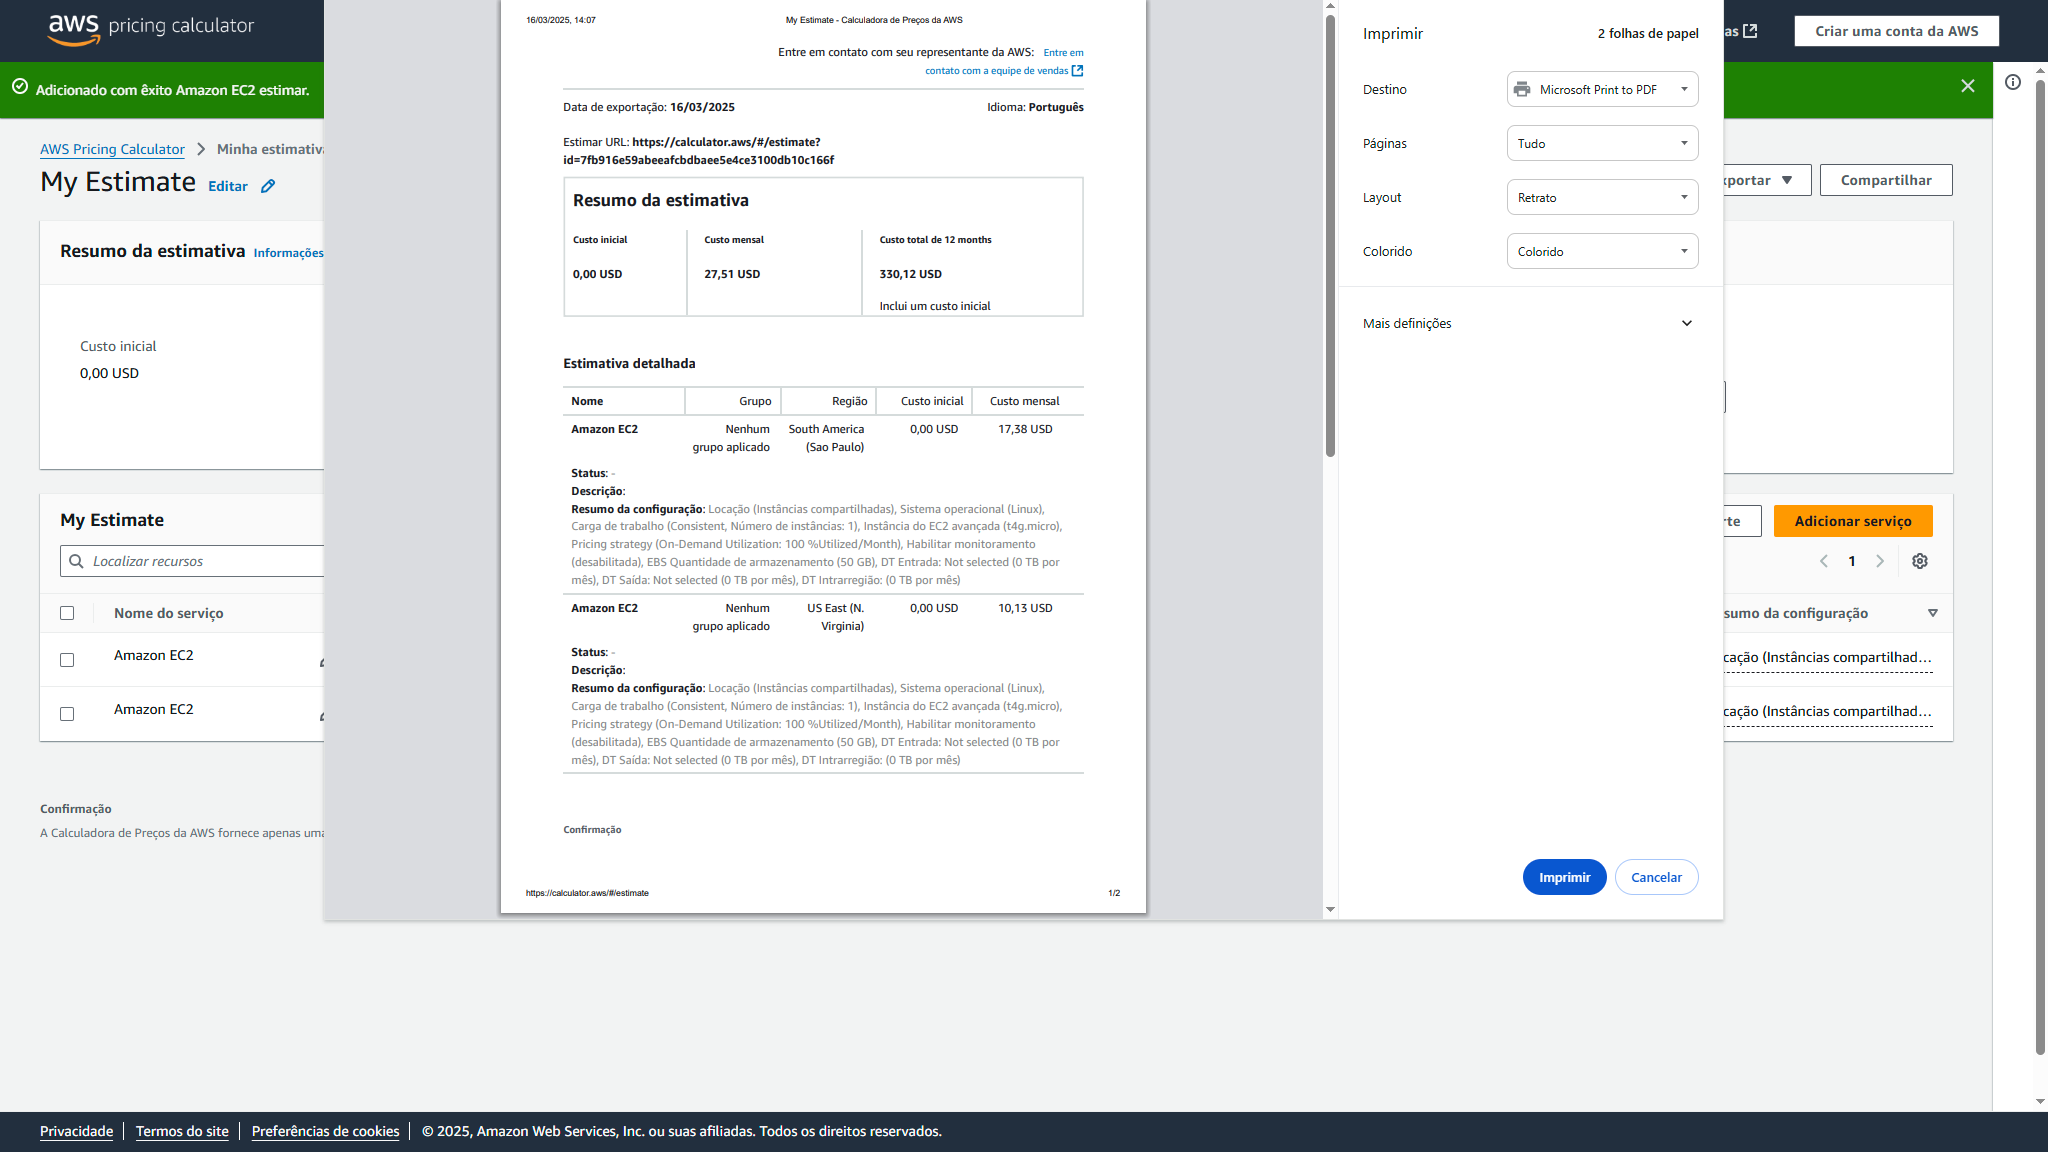 aws pricing calculator
as
Criar uma conta da AWS
Adicionado com êxito Amazon EC2 estimar.
AWS Pricing Calculator > Minha estimativa
My Estimate Editar
portar
Compartilhar
Resumo da estimativa Informações
Custo inicial
0,00 USD
My Estimate
Localizar recursos
Nome do serviço
Amazon EC2
Amazon EC2
Confirmação
A Calculadora de Preços da AWS fornece apenas uma
16/03/2025, 14:07
My Estimate - Calculadora de Preços da AWS
Entre em contato com seu representante da AWS: Entre em
contato com a equipe de vendas
Data de exportação: 16/03/2025
Idioma: Português
Estimar URL: https://calculator.aws/#/estimate?
id=7fb916e59abeeafcbdbaee5e4ce3100db10c166f
Resumo da estimativa
Custo inicial
Custo mensal
Custo total de 12 months
0,00 USD
27,51 USD
330,12 USD
Inclui um custo inicial
Estimativa detalhada
Nome Grupo Região Custo inicial Custo mensal
Amazon EC2 Nenhum South America 0,00 USD 17,38 USD
grupo aplicado (Sao Paulo)
Status: -
Descrição:
Resumo da configuração: Locação (Instâncias compartilhadas), Sistema operacional (Linux),
Carga de trabalho (Consistent, Número de instâncias: 1), Instância do EC2 avançada (t4g.micro),
Pricing strategy (On-Demand Utilization: 100 %Utilized/Month), Habilitar monitoramento
(desabilitada), EBS Quantidade de armazenamento (50 GB), DT Entrada: Not selected (0 TB por
mês), DT Saída: Not selected (0 TB por mês), DT Intrarregião: (0 TB por mês)
Amazon EC2 Nenhum US East (N. 0,00 USD 10,13 USD
grupo aplicado Virginia)
Status: -
Descrição:
Resumo da configuração: Locação (Instâncias compartilhadas), Sistema operacional (Linux),
Carga de trabalho (Consistent, Número de instâncias: 1), Instância do EC2 avançada (t4g.micro),
Pricing strategy (On-Demand Utilization: 100 %Utilized/Month), Habilitar monitoramento
(desabilitada), EBS Quantidade de armazenamento (50 GB), DT Entrada: Not selected (0 TB por
mês), DT Saída: Not selected (0 TB por mês), DT Intrarregião: (0 TB por mês)
Confirmação
https://calculator.aws/#/estimate
1/2
Imprimir
2 folhas de papel
Destino
Microsoft Print to PDF
Páginas
Tudo
Layout
Retrato
Colorido
Colorido
Mais definições
Imprimir
Cancelar
rte
Adicionar serviço
1
sumo da configuração
cação (Instâncias compartilhad...
cação (Instâncias compartilhad...
Privacidade | Termos do site | Preferências de cookies | © 2025, Amazon Web Services, Inc. ou suas afiliadas. Todos os direitos reservados.